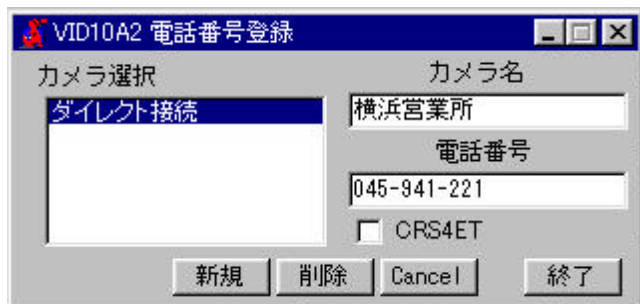 VID10A2 電話番号登録
カメラ選択
ダイレクト接続
カメラ名
横浜営業所
電話番号
045-941-221
CRS4ET
新規
削除
Cancel
終了